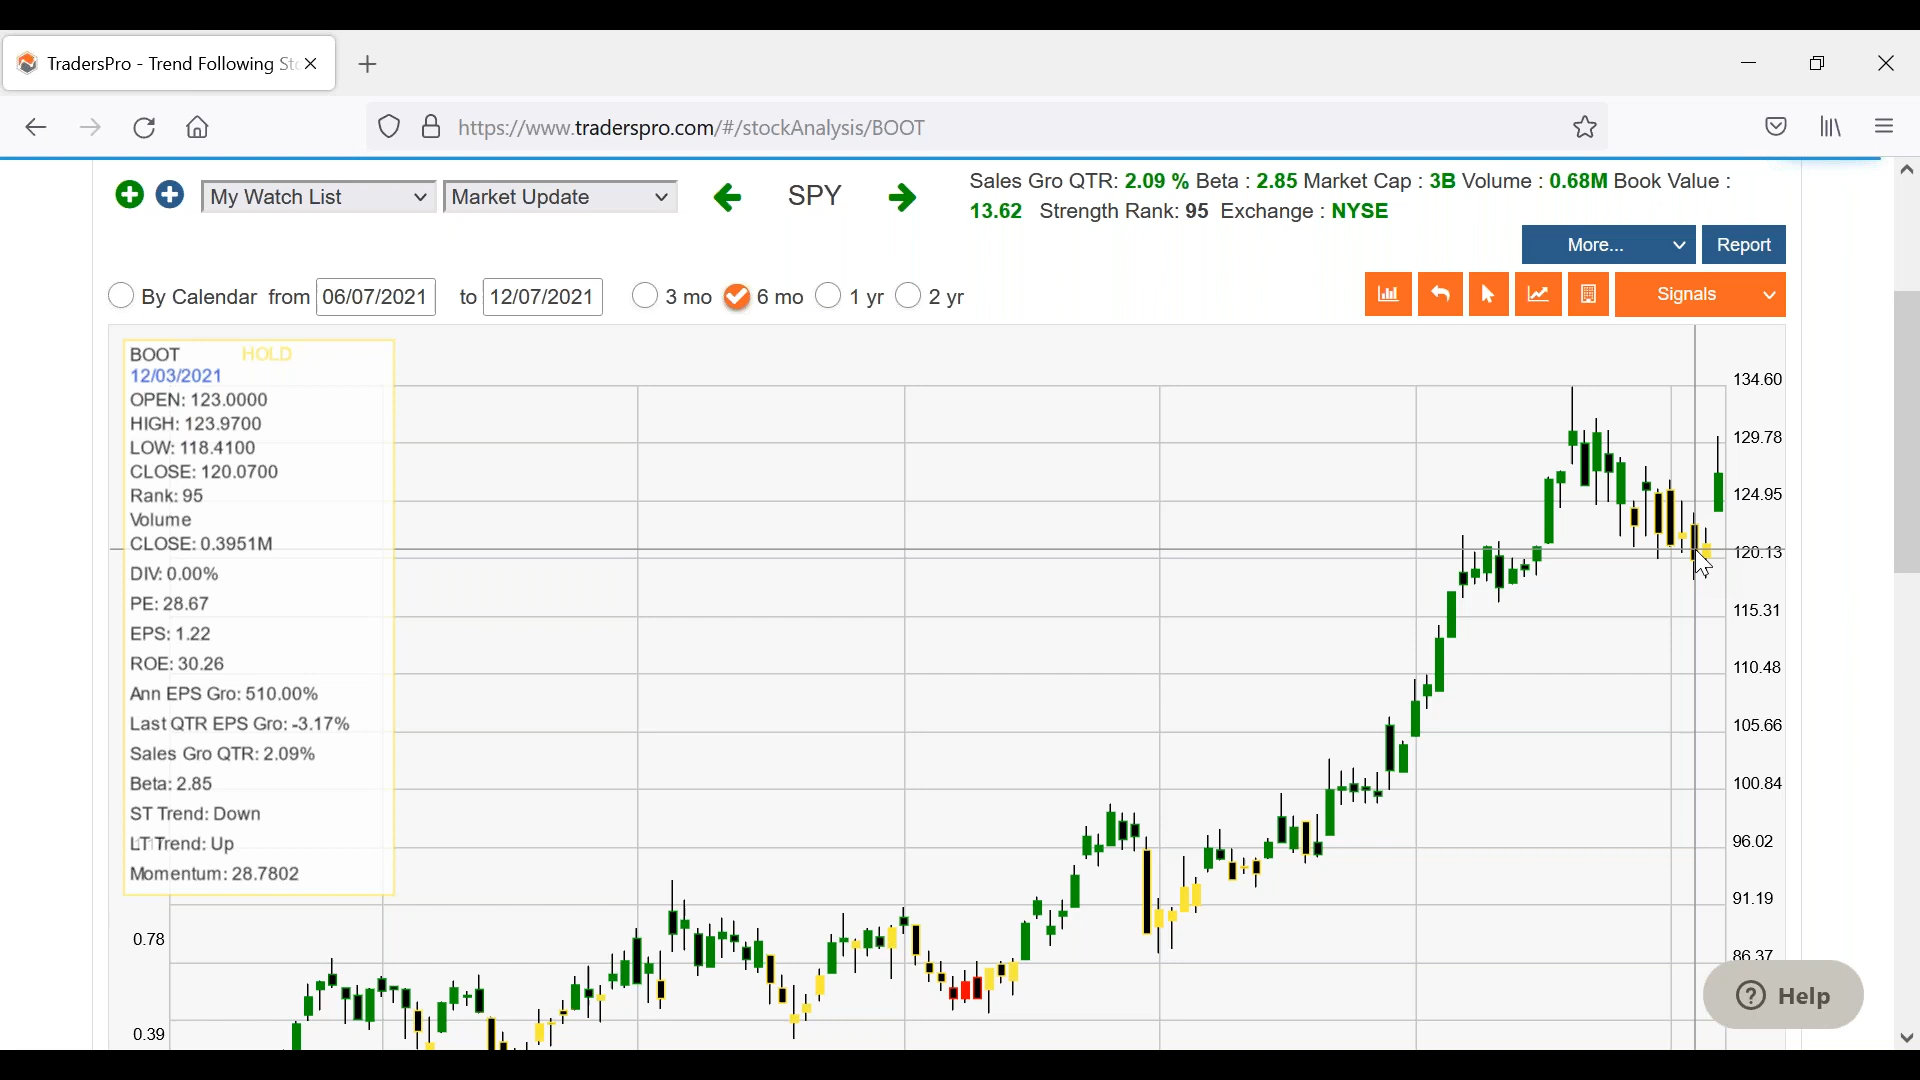 TradersPro - Trend Following Sto
https://www.traderspro.com/#/stockAnalysis/BOOT
My Watch List
Market Update
SPY
Sales Gro QTR: 2.09 % Beta : 2.85 Market Cap : 3B Volume : 0.68M Book Value :
13.62 Strength Rank: 95 Exchange : NYSE
More...
Report
By Calendar from 06/07/2021 to 12/07/2021
3 mo 6 mo 1 yr 2 yr
Signals
BOOT HOLD
12/03/2021
OPEN: 123.0000
HIGH: 123.9700
LOW: 118.4100
CLOSE: 120.0700
Rank: 95
Volume
CLOSE: 0.3951M
DIV: 0.00%
PE: 28.67
EPS: 1.22
ROE: 30.26
Ann EPS Gro: 510.00%
Last QTR EPS Gro: -3.17%
Sales Gro QTR: 2.09%
Beta: 2.85
ST Trend: Down
LT Trend: Up
Momentum: 28.7802
0.78
0.39
134.60
129.78
124.95
120.13
115.31
110.48
105.66
100.84
96.02
91.19
86.37
Help